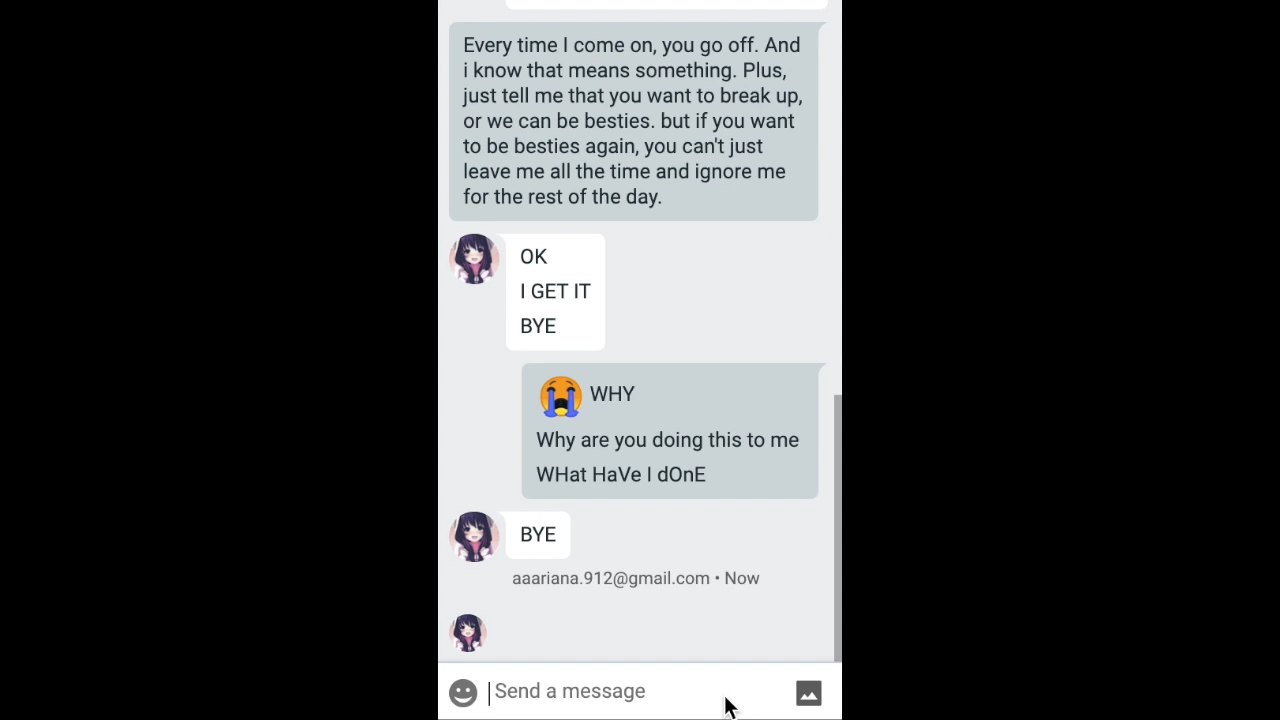 Every time I come on, you go off. And
i know that means something. Plus,
just tell me that you want to break up,
or we can be besties. but if you want
to be besties again, you can't just
leave me all the time and ignore me
for the rest of the day.
OK
I GET IT
BYE
😭 WHY
Why are you doing this to me
WHat HaVe I dOnE
BYE
aaariana.912@gmail.com • Now
Send a message